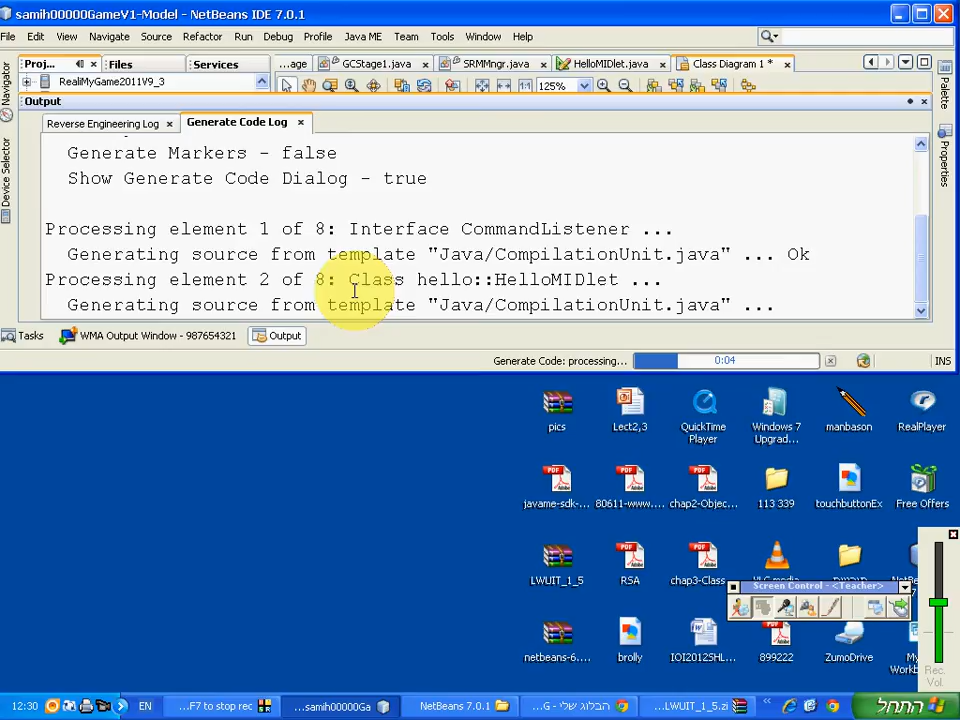 samih00000GameV1-Model - NetBeans IDE 7.0.1
File Edit View Navigate Source Refactor Run Debug Profile Java ME Team Tools Window Help
Proj... Files Services ...age GCStage1.java SRMMngr.java HelloMIDlet.java Class Diagram 1 *
RealiMyGame2011V9_3 125%
Output
Reverse Engineering Log Generate Code Log
Generate Markers - false
Show Generate Code Dialog - true
Processing element 1 of 8: Interface CommandListener ...
Generating source from template "Java/CompilationUnit.java" ... Ok
Processing element 2 of 8: Class hello::HelloMIDlet ...
Generating source from template "Java/CompilationUnit.java" ...
Navigator
Device Selector
Palette
Properties
Tasks WMA Output Window - 987654321 Output
Generate Code: processing... 0:04 INS
pics Lect2,3 QuickTime Player Windows 7 Upgrad... manbason RealPlayer
javame-sdk-... 80611-www.... chap2-Objec... 113 339 touchbuttonEx Free Offers
LWUIT_1_5 RSA chap3-Class
Screen Control - <Teacher>
netbeans-6.... brolly IOI2012SHL... 899222 ZumoDrive My Workb
Rec. Vol.
12:30 EN ...F7 to stop rec ...samih00000Ga NetBeans 7.0.1 ...G - הבלוג שלי ...LWUIT_1_5.zi התחל